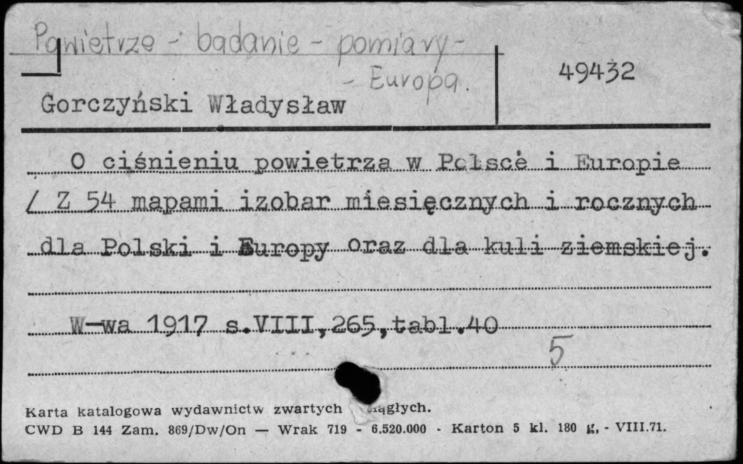 Powietrze - badanie - pomiary -
- Europa.
49432
Gorczyński Władysław
O ciśnieniu powietrza w Polsce i Europie
/ Z 54 mapami izobar miesięcznych i rocznych
dla Polski i Europy oraz dla kuli ziemskiej.
W-wa 1917 s.VIII,265,tabl.40
5
Karta katalogowa wydawnictw zwartych
CWD B 144 Zam. 869/Dw/On — Wrak 719 - 6.520.000 - Karton 5 kl. 180 g. - VIII.71.